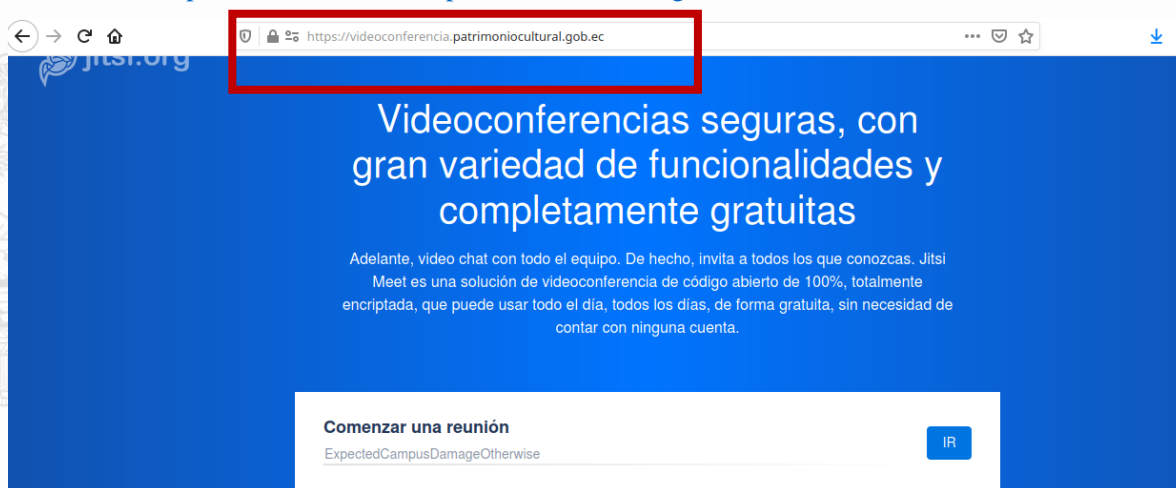 https://videoconferencia.patrimoniocultural.gob.ec
jitsi.org
Videoconferencias seguras, con
gran variedad de funcionalidades y
completamente gratuitas
Adelante, video chat con todo el equipo. De hecho, invita a todos los que conozcas. Jitsi
Meet es una solución de videoconferencia de código abierto de 100%, totalmente
encriptada, que puede usar todo el día, todos los días, de forma gratuita, sin necesidad de
contar con ninguna cuenta.
Comenzar una reunión
ExpectedCampusDamageOtherwise
IR